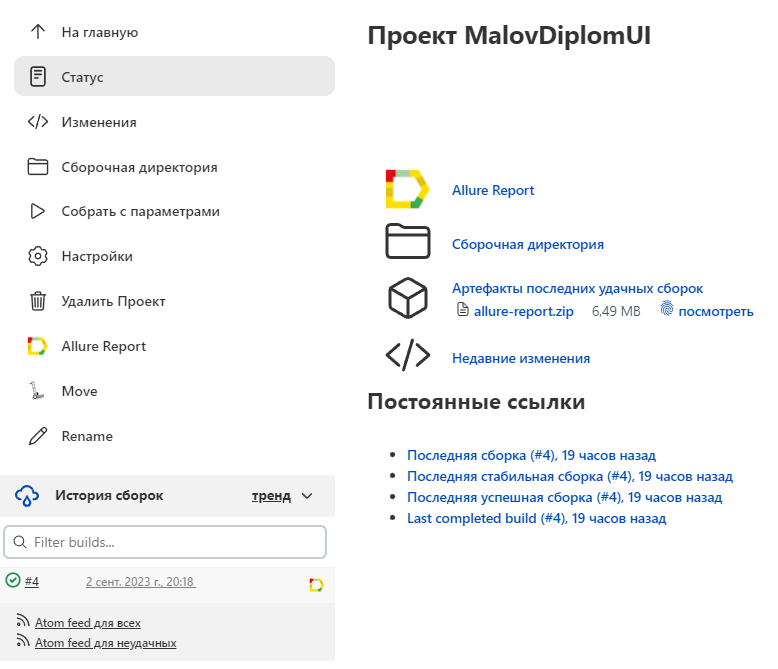 На главную
Статус
Изменения
Сборочная директория
Собрать с параметрами
Настройки
Удалить Проект
Allure Report
Move
Rename
История сборок тренд
Filter builds...
#4 2 сент. 2023 г., 20:18
Atom feed для всех
Atom feed для неудачных
Проект MalovDiplomUI
Allure Report
Сборочная директория
Артефакты последних удачных сборок
allure-report.zip 6,49 MB посмотреть
Недавние изменения
Постоянные ссылки
Последняя сборка (#4), 19 часов назад
Последняя стабильная сборка (#4), 19 часов назад
Последняя успешная сборка (#4), 19 часов назад
Last completed build (#4), 19 часов назад